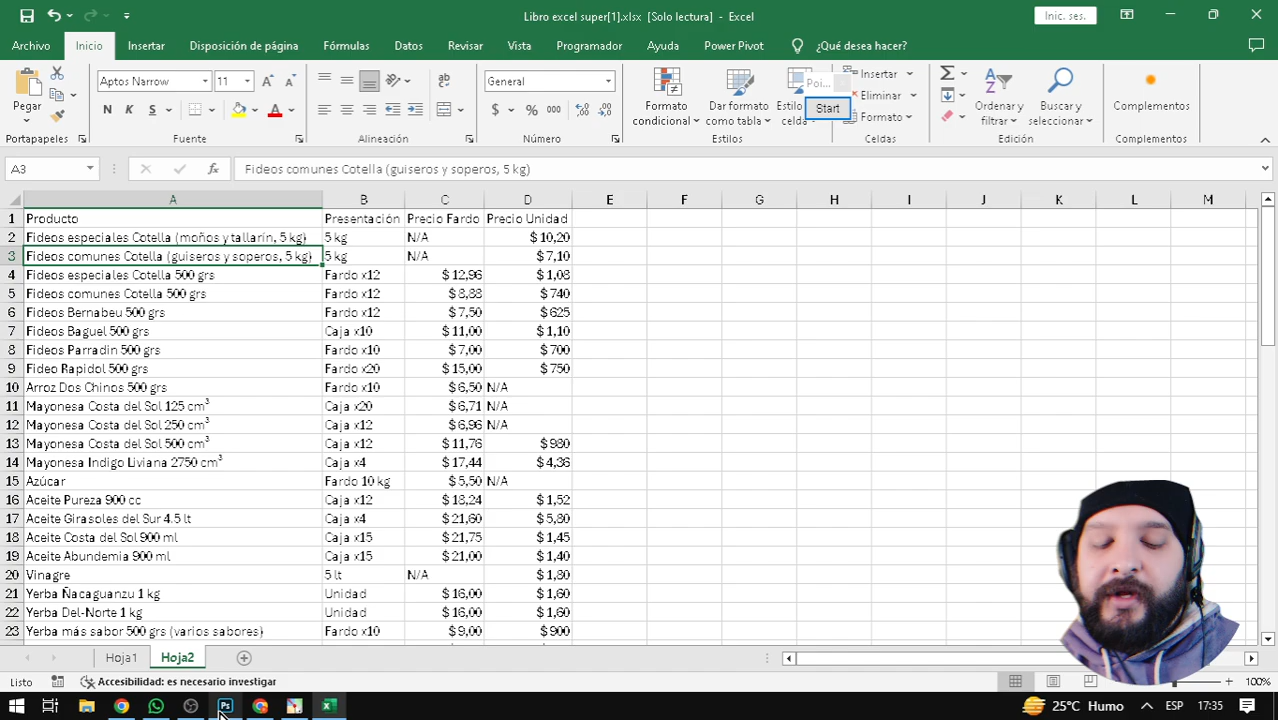 Libro excel super[1].xlsx [Solo lectura] - Excel
Inic. ses.
Archivo Inicio Insertar Disposición de página Fórmulas Datos Revisar Vista Programador Ayuda Power Pivot ¿Qué desea hacer?
Pegar
Aptos Narrow 11
N K S
General
$ % 000
Formato condicional
Dar formato como tabla
Estilo celda
Poi...
Start
Insertar
Eliminar
Formato
Ordenar y filtrar
Buscar y seleccionar
Complementos
Portapapeles Fuente Alineación Número Estilos Celdas Edición Complementos
A3 fx Fideos comunes Cotella (guiseros y soperos, 5 kg)
A B C D E F G H I J K L M
1 Producto Presentación Precio Fardo Precio Unidad
2 Fideos especiales Cotella (moños y tallarín, 5 kg) 5 kg N/A $ 10,20
3 Fideos comunes Cotella (guiseros y soperos, 5 kg) 5 kg N/A $ 7,10
4 Fideos especiales Cotella 500 grs Fardo x12 $ 12,96 $ 1,08
5 Fideos comunes Cotella 500 grs Fardo x12 $ 8,88 $ 740
6 Fideos Bernabeu 500 grs Fardo x12 $ 7,50 $ 625
7 Fideos Baguel 500 grs Caja x10 $ 11,00 $ 1,10
8 Fideos Parradin 500 grs Fardo x10 $ 7,00 $ 700
9 Fideo Rapidol 500 grs Fardo x20 $ 15,00 $ 750
10 Arroz Dos Chinos 500 grs Fardo x10 $ 6,50 N/A
11 Mayonesa Costa del Sol 125 cm³ Caja x20 $ 6,71 N/A
12 Mayonesa Costa del Sol 250 cm³ Caja x12 $ 6,96 N/A
13 Mayonesa Costa del Sol 500 cm³ Caja x12 $ 11,76 $ 980
14 Mayonesa Indigo Liviana 2750 cm³ Caja x4 $ 17,44 $ 4,36
15 Azúcar Fardo 10 kg $ 5,50 N/A
16 Aceite Pureza 900 cc Caja x12 $ 18,24 $ 1,52
17 Aceite Girasoles del Sur 4.5 lt Caja x4 $ 21,60 $ 5,80
18 Aceite Costa del Sol 900 ml Caja x15 $ 21,75 $ 1,45
19 Aceite Abundemia 900 ml Caja x15 $ 21,00 $ 1,40
20 Vinagre 5 lt N/A $ 1,80
21 Yerba Ñacaguanzu 1 kg Unidad $ 16,00 $ 1,60
22 Yerba Del-Norte 1 kg Unidad $ 16,00 $ 1,60
23 Yerba más sabor 500 grs (varios sabores) Fardo x10 $ 9,00 $ 900
Hoja1 Hoja2
Listo Accesibilidad: es necesario investigar 100%
25°C Humo ESP 17:35